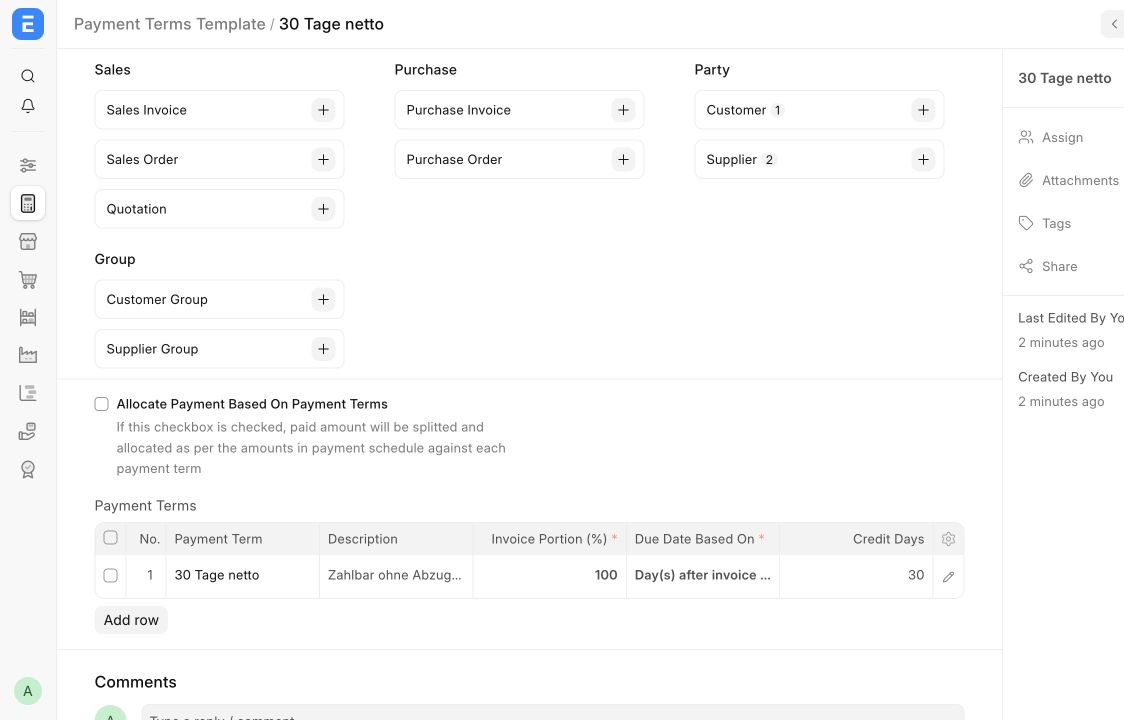 Payment Terms Template / 30 Tage netto
Sales
Purchase
Party
30 Tage netto
Sales Invoice
Purchase Invoice
Customer 1
Assign
Sales Order
Purchase Order
Supplier 2
Attachments
Quotation
Tags
Group
Share
Customer Group
Last Edited By Yo
2 minutes ago
Supplier Group
Created By You
2 minutes ago
Allocate Payment Based On Payment Terms
If this checkbox is checked, paid amount will be splitted and
allocated as per the amounts in payment schedule against each
payment term
Payment Terms
No. Payment Term Description Invoice Portion (%) * Due Date Based On * Credit Days
1 30 Tage netto Zahlbar ohne Abzug... 100 Day(s) after invoice ... 30
Add row
Comments
A
A
Type a reply / comment